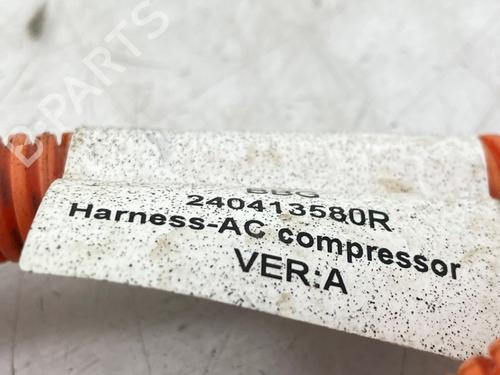 240413580R
Harness-AC compressor
VER:A
B-PARTS